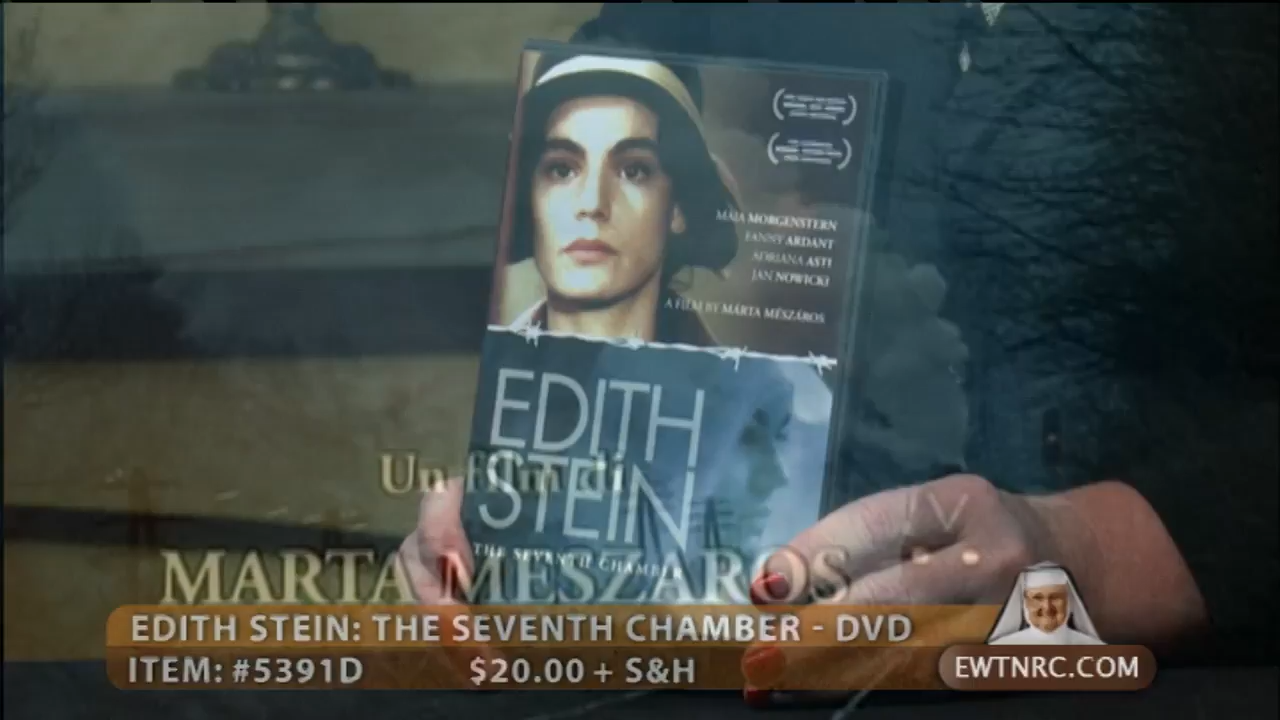 MAIA MORGENSTERN
FANNY ARDANT
ADRIANA ASTI
JAN NOWICKI
A FILM BY MÁRTA MÉSZÁROS
EDITH
STEIN
THE SEVENTH CHAMBER
Un film di
MARTA MESZAROS
EDITH STEIN: THE SEVENTH CHAMBER - DVD
ITEM: #5391D $20.00 + S&H
EWTNRC.COM